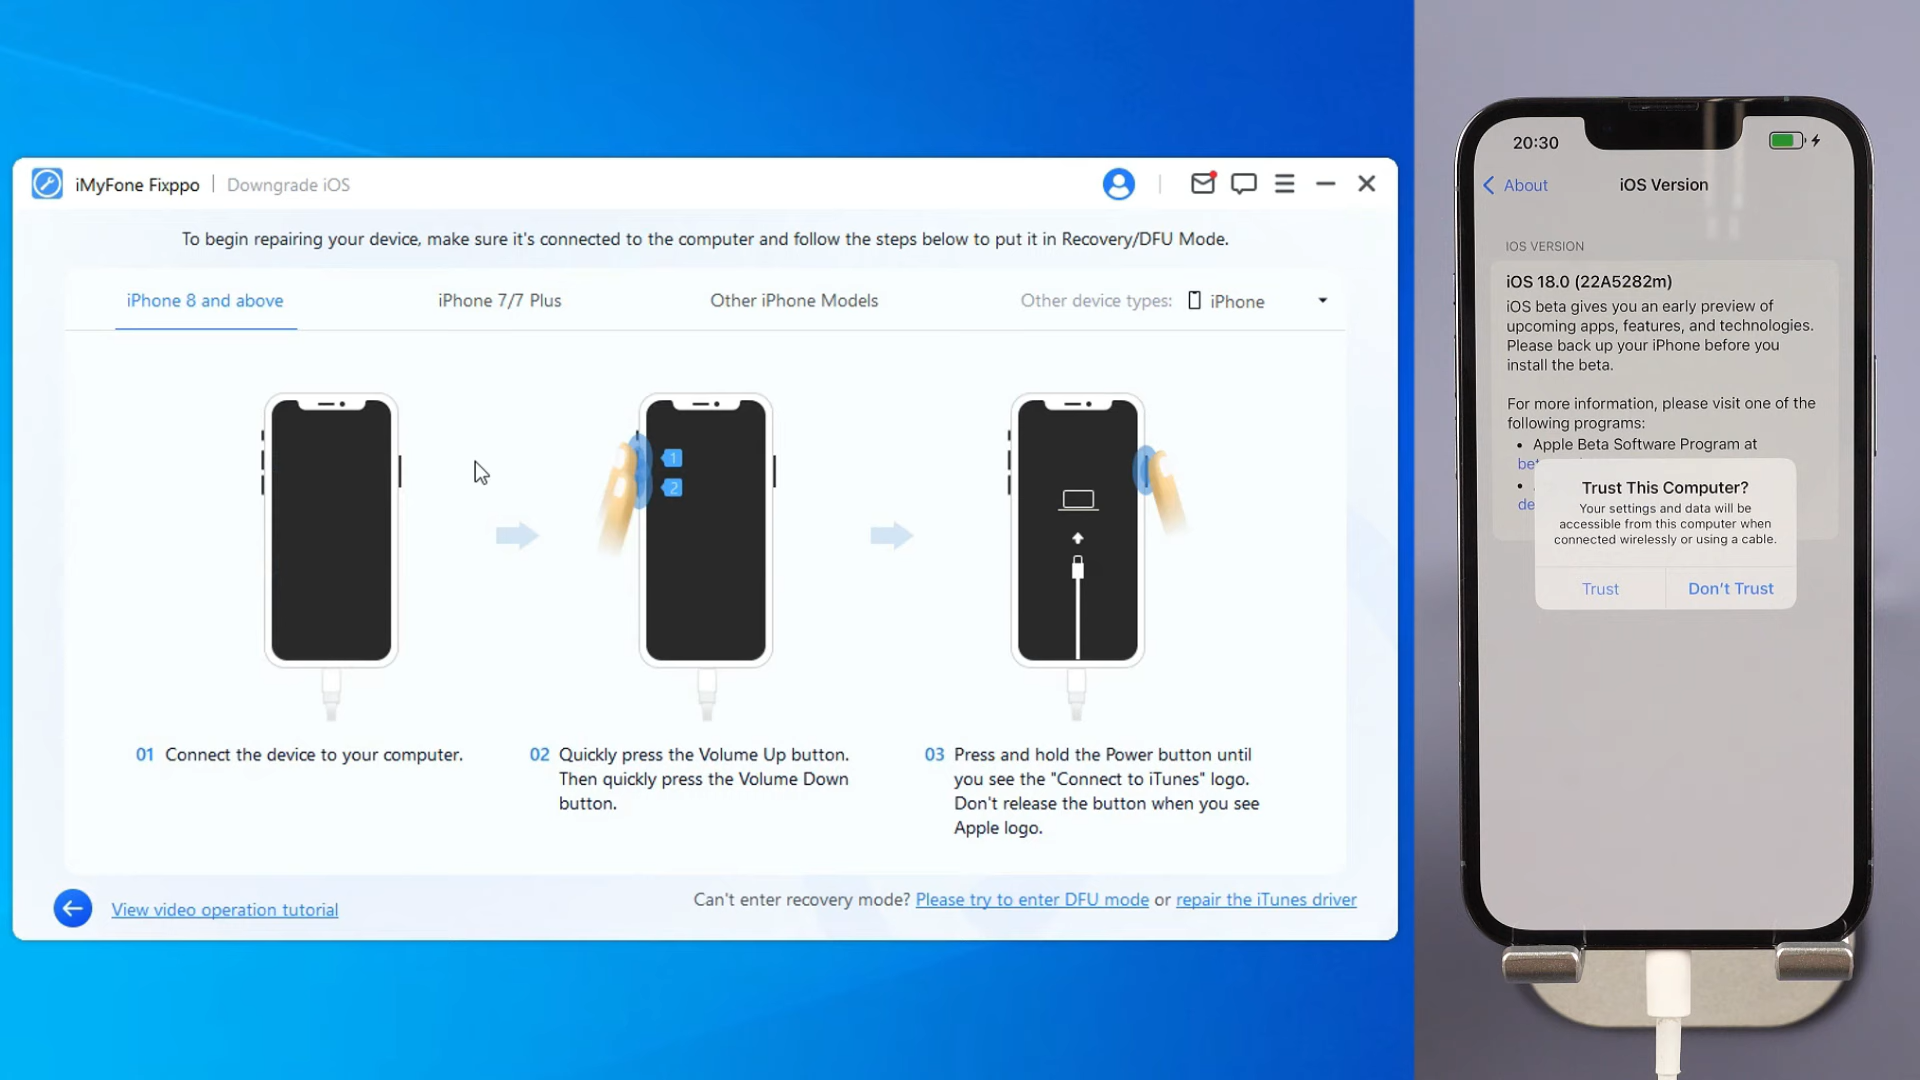 iMyFone Fixppo | Downgrade iOS
To begin repairing your device, make sure it's connected to the computer and follow the steps below to put it in Recovery/DFU Mode.
iPhone 8 and above
iPhone 7/7 Plus
Other iPhone Models
Other device types: iPhone
1
2
01 Connect the device to your computer.
02 Quickly press the Volume Up button.
Then quickly press the Volume Down
button.
03 Press and hold the Power button until
you see the "Connect to iTunes" logo.
Don't release the button when you see
Apple logo.
View video operation tutorial
Can't enter recovery mode? Please try to enter DFU mode or repair the iTunes driver
20:30
About
iOS Version
IOS VERSION
iOS 18.0 (22A5282m)
iOS beta gives you an early preview of
upcoming apps, features, and technologies.
Please back up your iPhone before you
install the beta.
For more information, please visit one of the
following programs:
• Apple Beta Software Program at
be
de
Trust This Computer?
Your settings and data will be
accessible from this computer when
connected wirelessly or using a cable.
Trust
Don't Trust